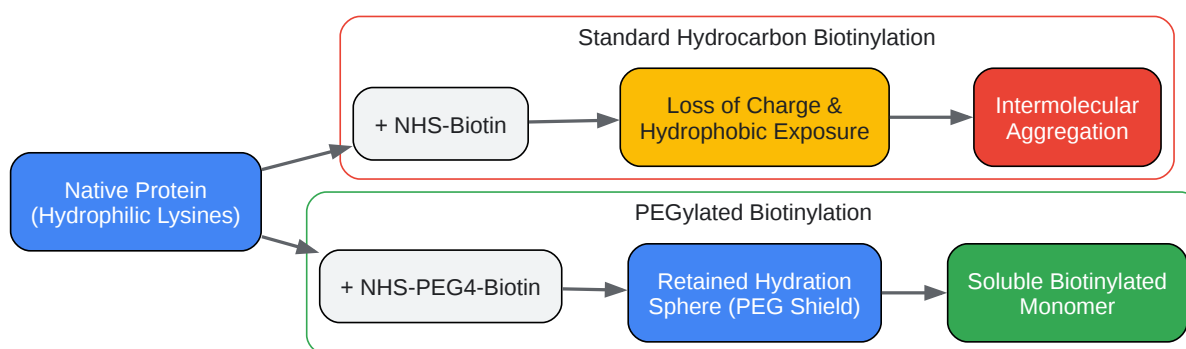 Standard Hydrocarbon Biotinylation
+ NHS-Biotin
Loss of Charge &
Hydrophobic Exposure
Intermolecular
Aggregation
Native Protein
(Hydrophilic Lysines)
PEGylated Biotinylation
+ NHS-PEG4-Biotin
Retained Hydration
Sphere (PEG Shield)
Soluble Biotinylated
Monomer